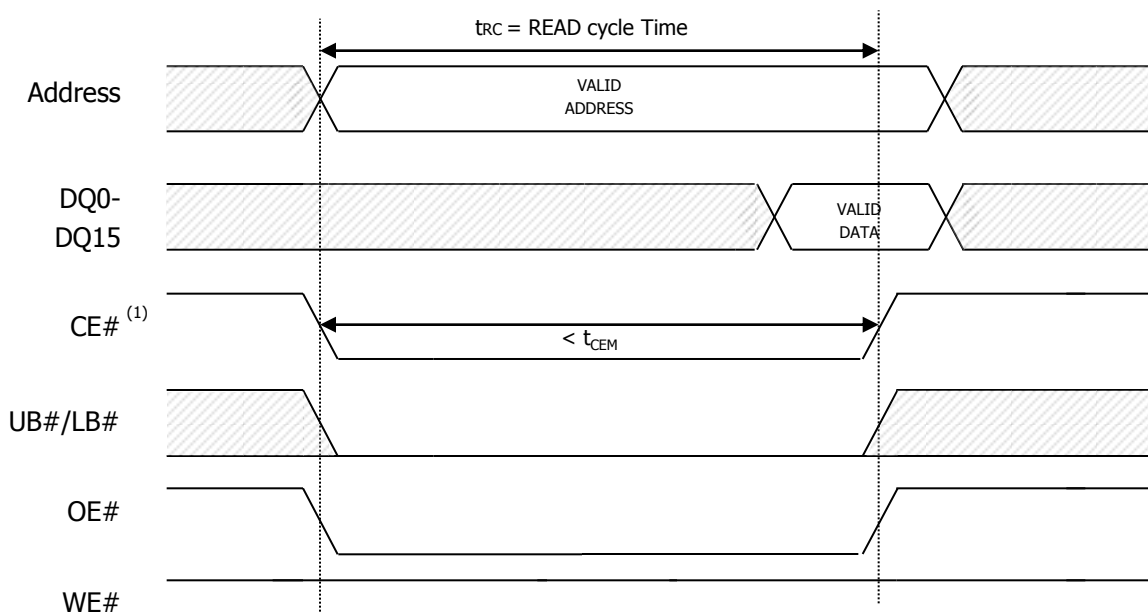 tRC = READ cycle Time
Address
VALID
ADDRESS
DQ0-
DQ15
VALID
DATA
CE# (1)
< tCEM
UB#/LB#
OE#
WE#